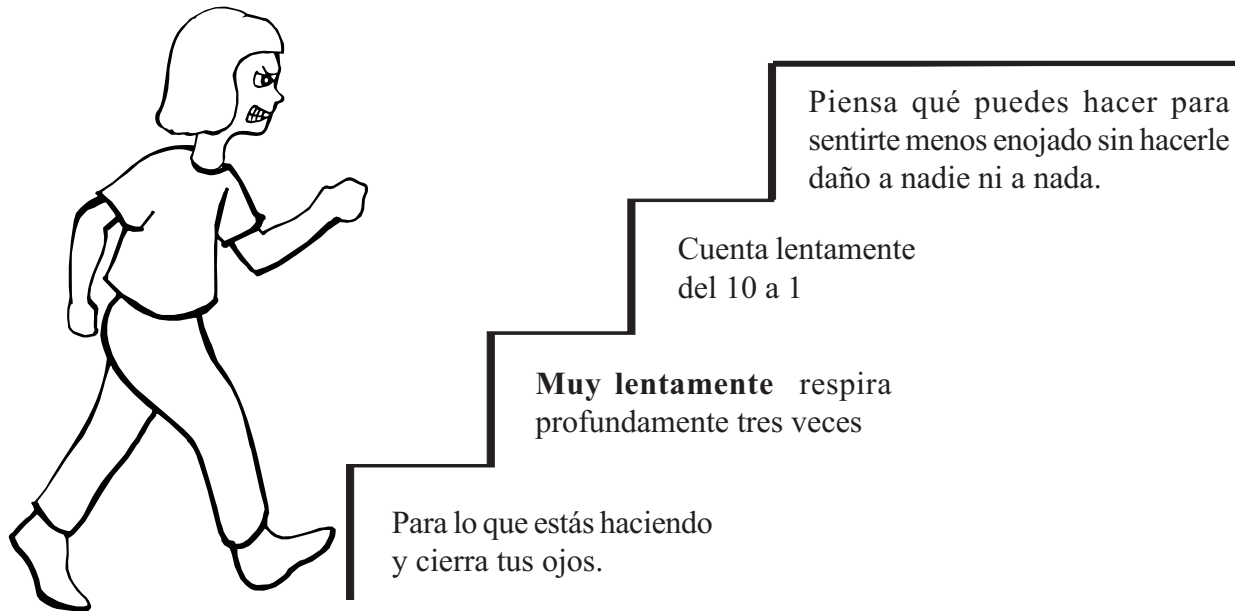 Piensa qué puedes hacer para
sentirte menos enojado sin hacerle
daño a nadie ni a nada.
Cuenta lentamente
del 10 a 1
Muy lentamente respira
profundamente tres veces
Para lo que estás haciendo
y cierra tus ojos.